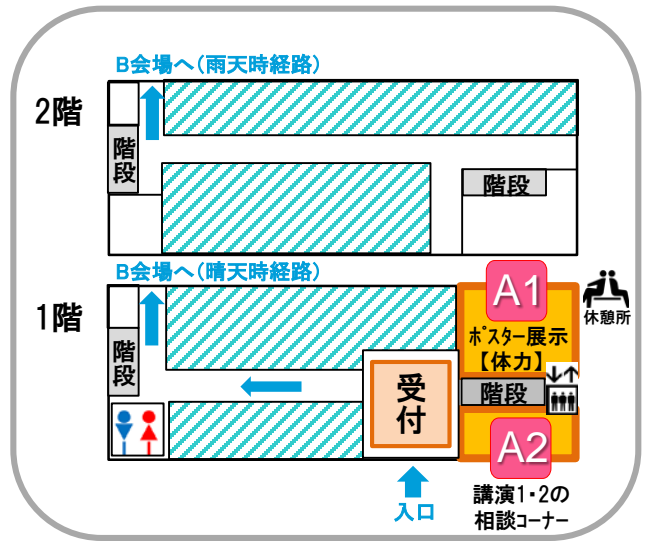 B会場へ（雨天時経路）
2階
階段
階段
B会場へ（晴天時経路）
1階
A1
ポスター展示
【体力】
休憩所
階段
受付
階段
A2
入口
講演1・2の
相談コーナー